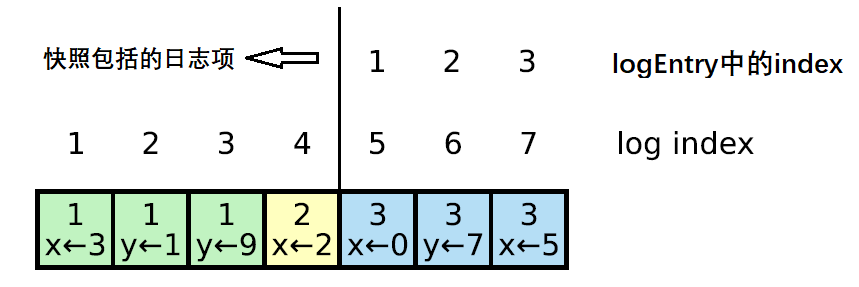 快照包括的日志项 1 2 3 logEntry中的index
1 2 3 4 5 6 7 log index
1 1 1 2 3 3 3
x←3 y←1 y←9 x←2 x←0 y←7 x←5